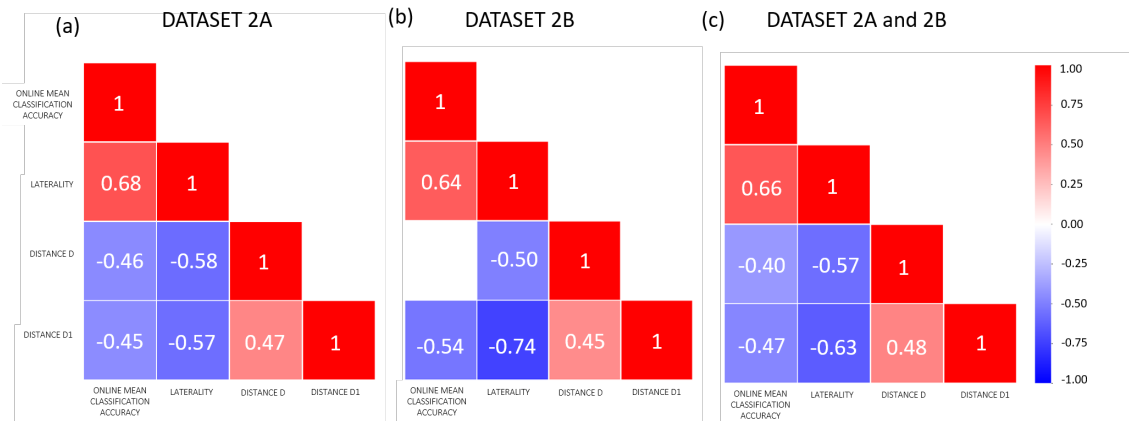 (a)
DATASET 2A
(b)
DATASET 2B
(c)
DATASET 2A and 2B
ONLINE MEAN
CLASSIFICATION
ACCURACY
LATERALITY
DISTANCE D
DISTANCE D1
1
0.68 1
-0.46 -0.58 1
-0.45 -0.57 0.47 1
ONLINE MEAN
CLASSIFICATION
ACCURACY
LATERALITY
DISTANCE D
DISTANCE D1
1
0.64 1
-0.50 1
-0.54 -0.74 0.45 1
ONLINE MEAN
CLASSIFICATION
ACCURACY
LATERALITY
DISTANCE D
DISTANCE D1
1
0.66 1
-0.40 -0.57 1
-0.47 -0.63 0.48 1
ONLINE MEAN
CLASSIFICATION
ACCURACY
LATERALITY
DISTANCE D
DISTANCE D1
1.00
0.75
0.50
0.25
0.00
-0.25
-0.50
-0.75
-1.00